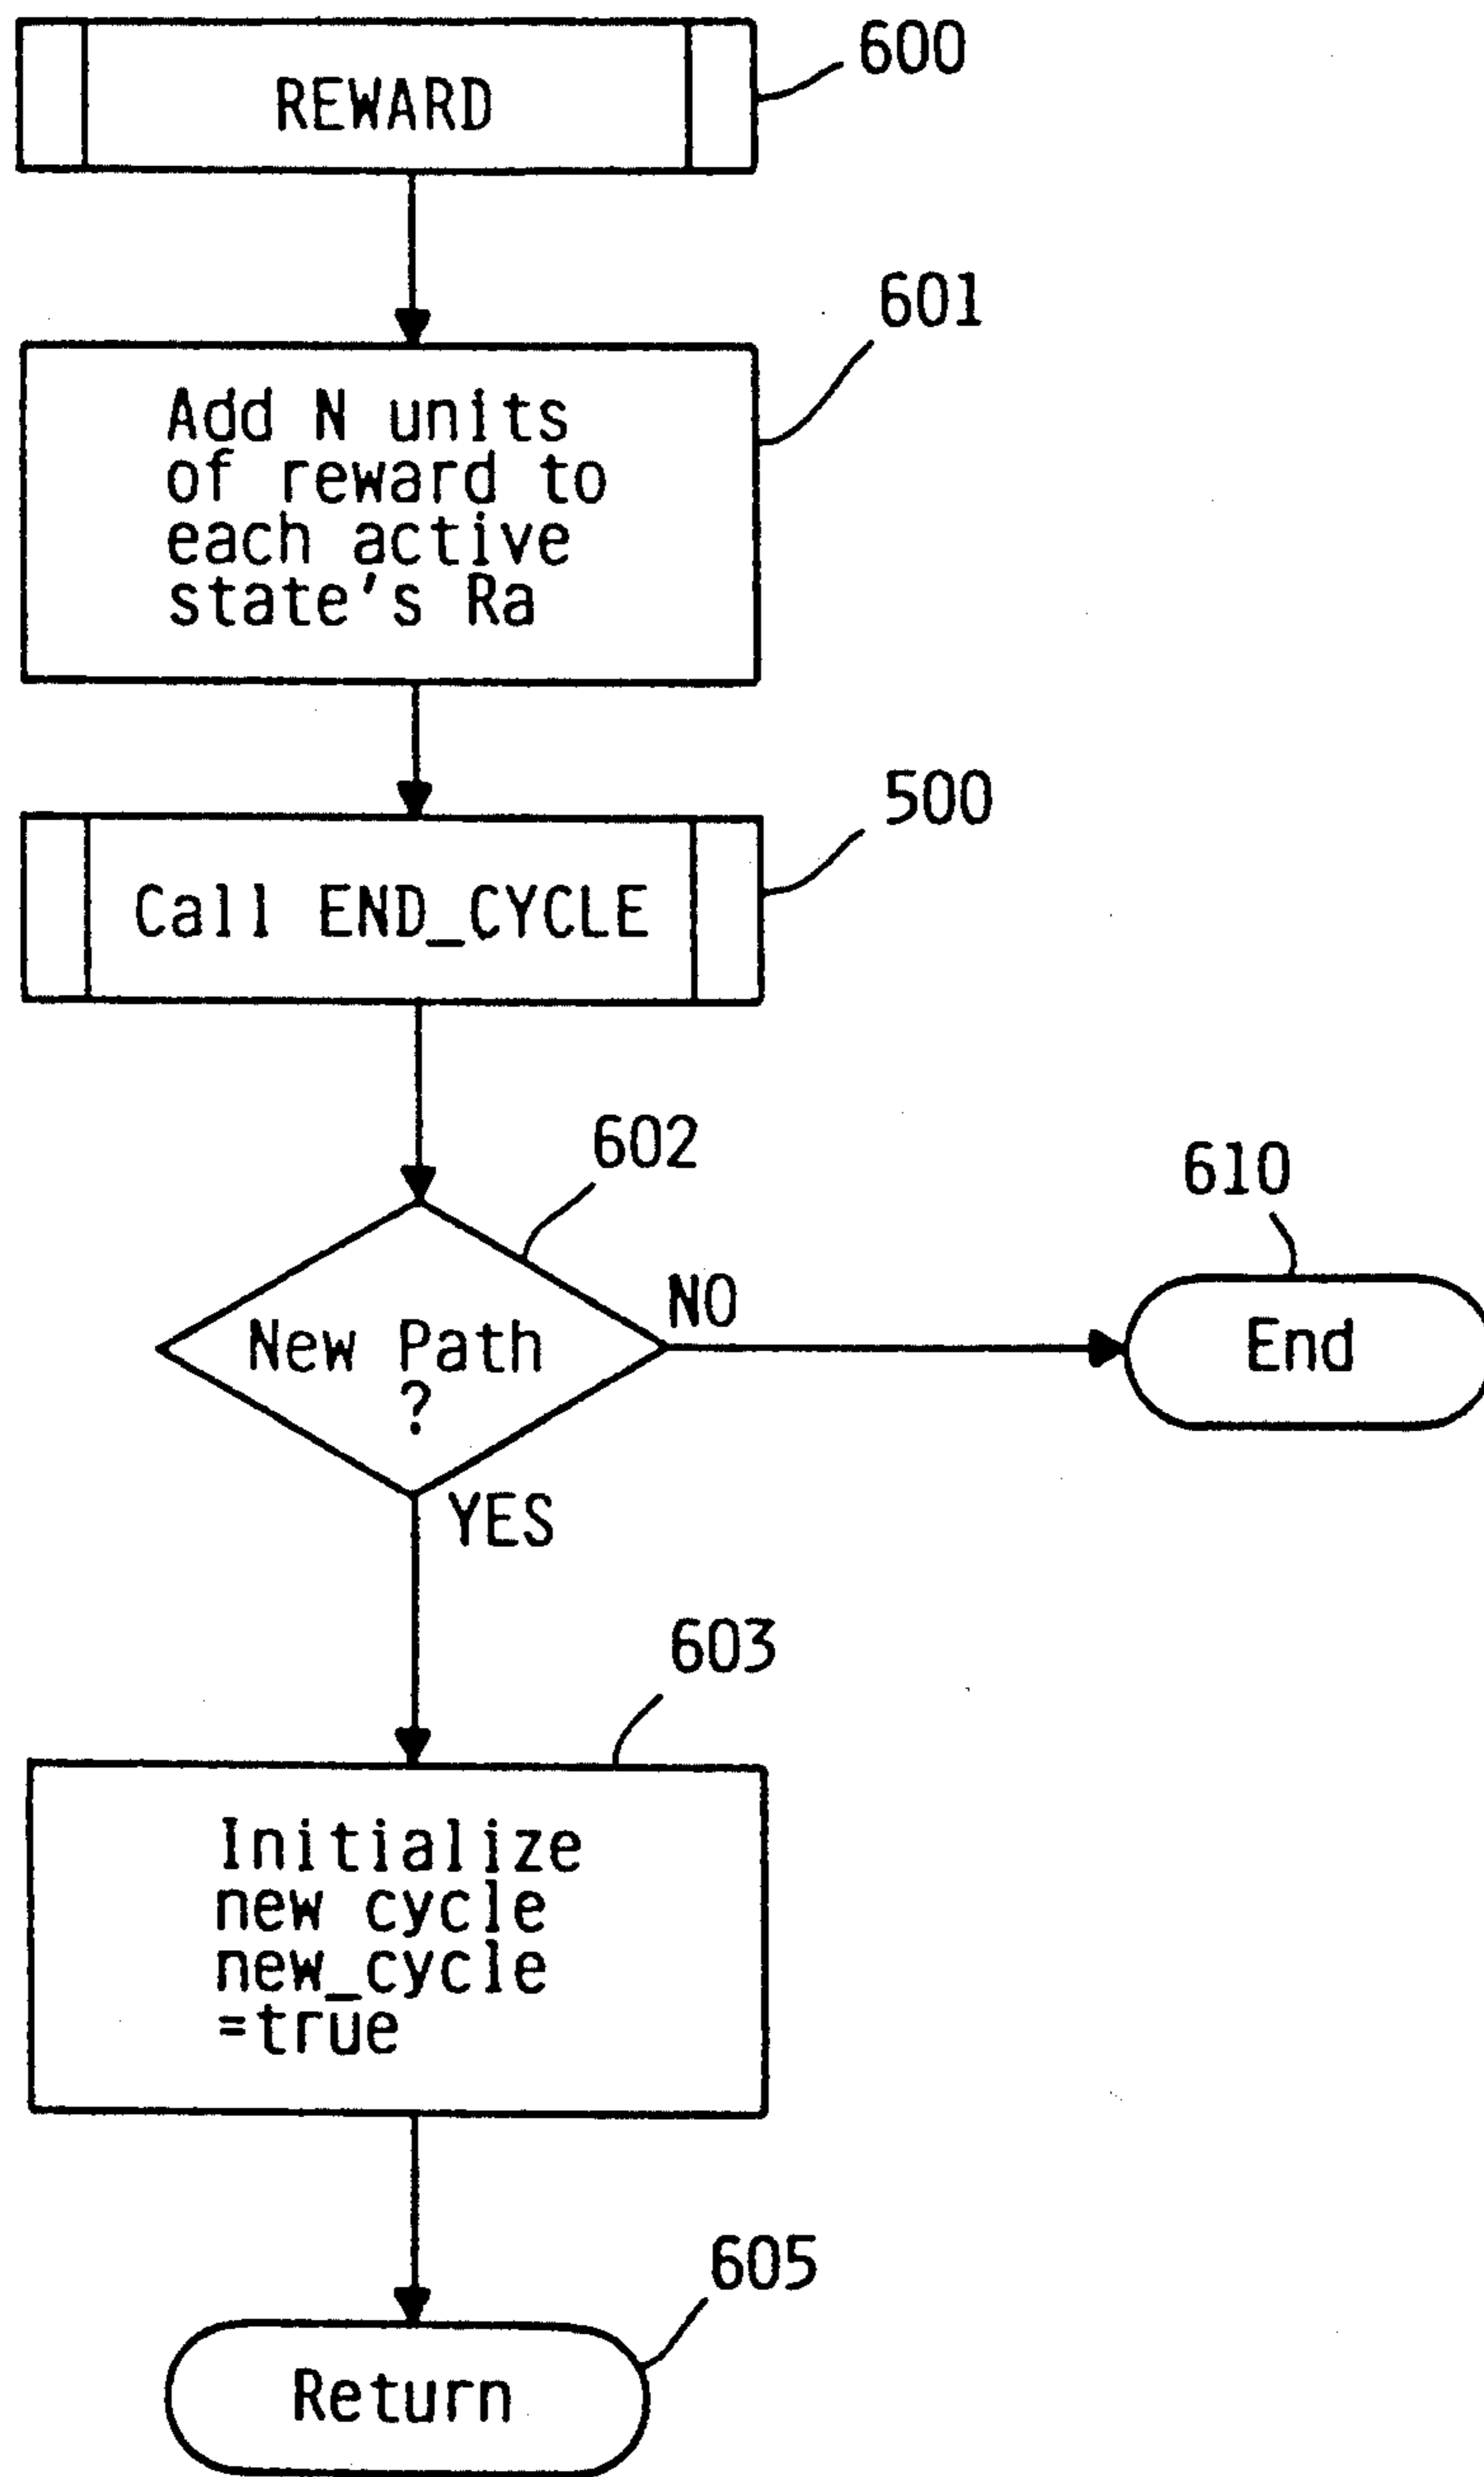 600
REWARD
601
Add N units
of reward to
each active
state's Ra
500
Call END_CYCLE
602
610
NO
New Path
?
End
YES
603
Initialize
new cycle
new_cycle
=true
605
Return